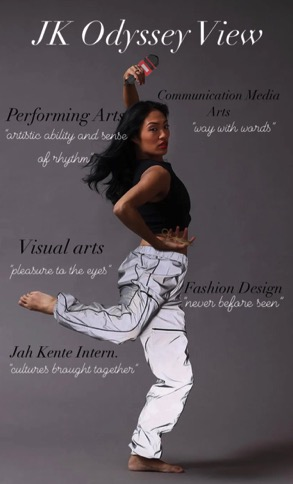 JK Odyssey View
Communication Media
Arts
"way with words"
Performing Arts
"artistic ability and sense
of rhythm"
Visual arts
"pleasure to the eyes"
Fashion Design
"never before seen"
Jah Kente Intern.
"cultures brought together"